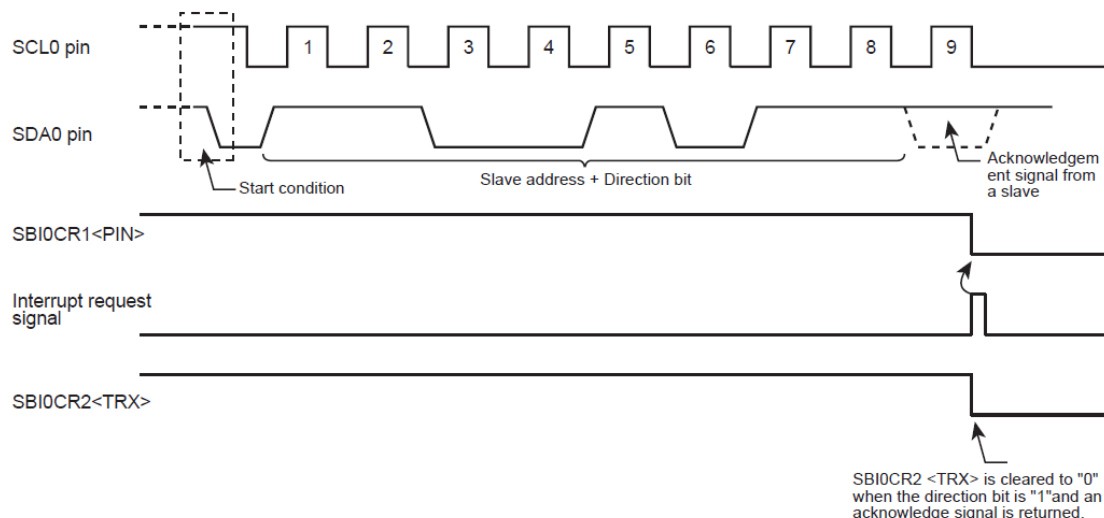 SCL0 pin
1 2 3 4 5 6 7 8 9
SDA0 pin
Start condition
Slave address + Direction bit
Acknowledgem
ent signal from
a slave
SBI0CR1<PIN>
Interrupt request
signal
SBI0CR2<TRX>
SBI0CR2 <TRX> is cleared to "0"
when the direction bit is "1"and an
acknowledge signal is returned.